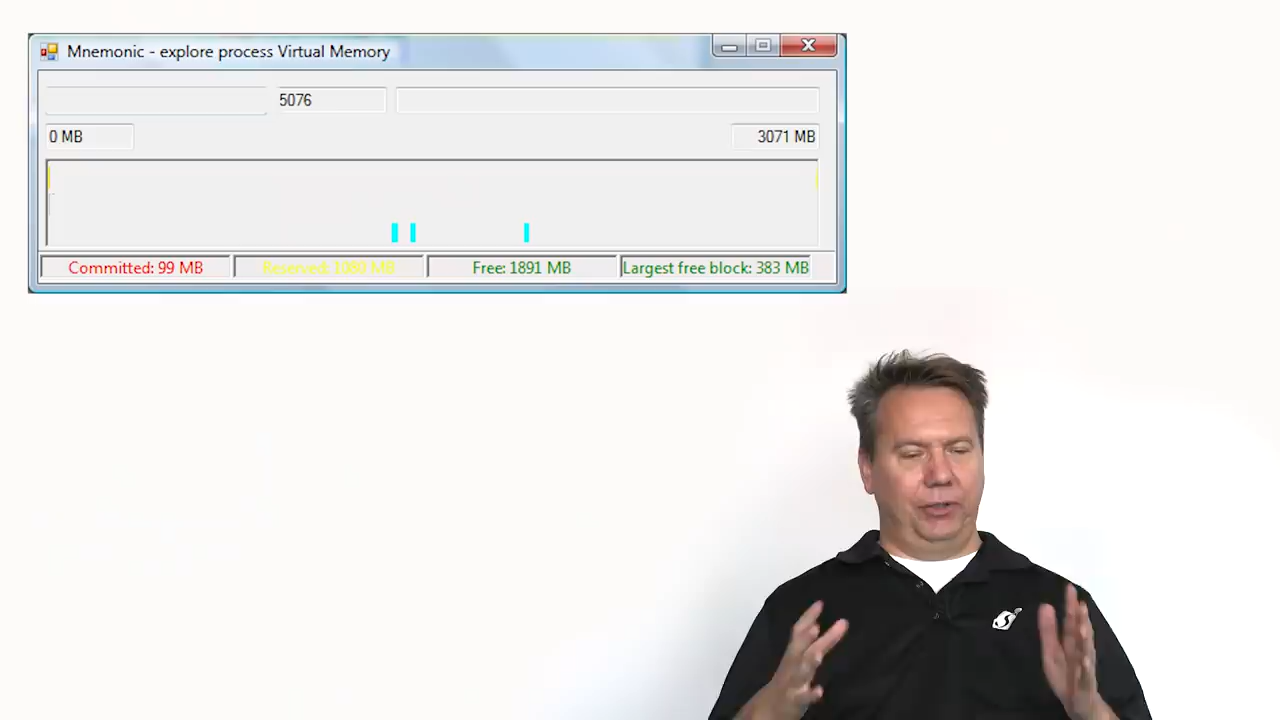 Mnemonic - explore process Virtual Memory
5076
0 MB
3071 MB
Committed: 99 MB
Reserved: 1080 MB
Free: 1891 MB
Largest free block: 383 MB